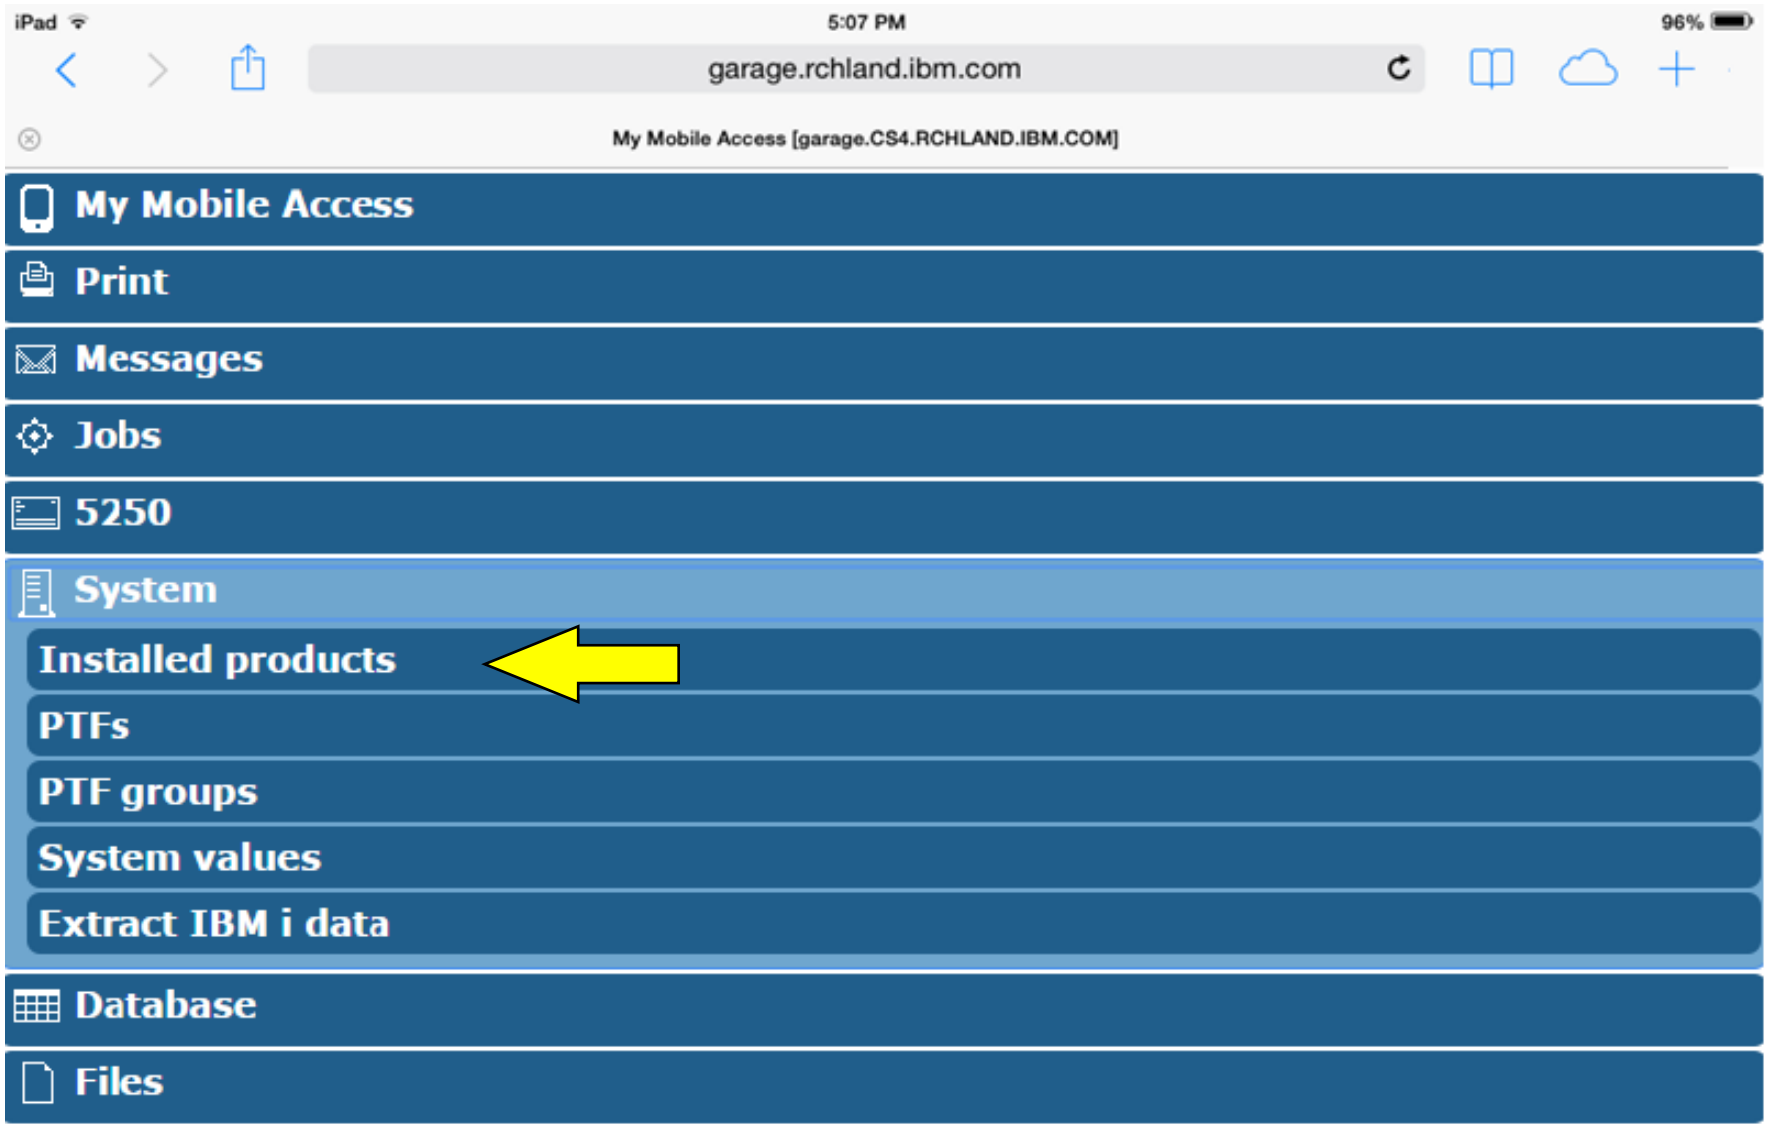 iPad 5:07 PM 96%
garage.rchland.ibm.com
My Mobile Access [garage.CS4.RCHLAND.IBM.COM]
My Mobile Access
Print
Messages
Jobs
5250
System
Installed products
PTFs
PTF groups
System values
Extract IBM i data
Database
Files